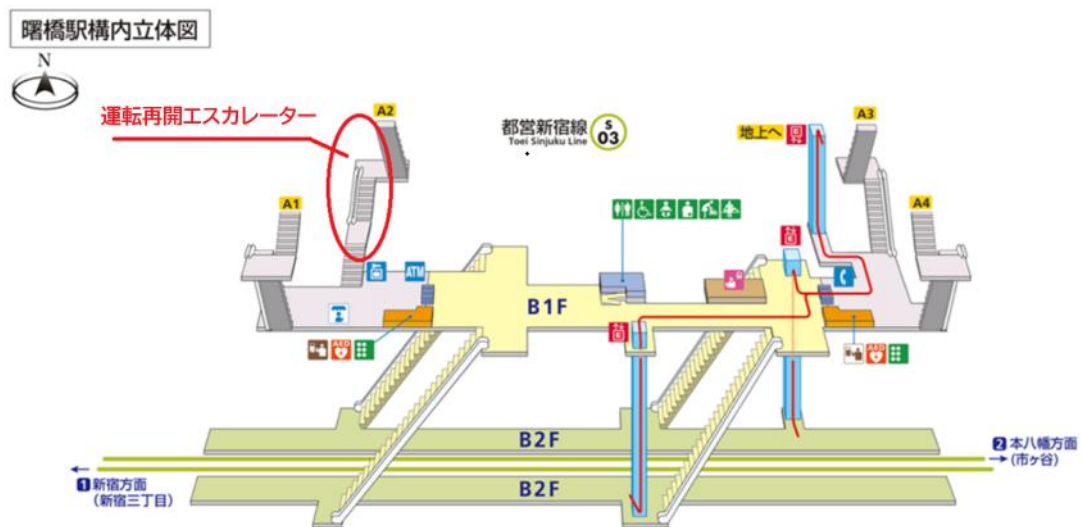 曙橋駅構内立体図
N
運転再開エスカレーター
A2
都営新宿線
Toei Sinjuku Line
S
03
地上へ
A3
A1
A4
ATM
B1F
AED
AED
B2F
2 本八幡方面
(市ヶ谷)
1 新宿方面
(新宿三丁目)
B2F